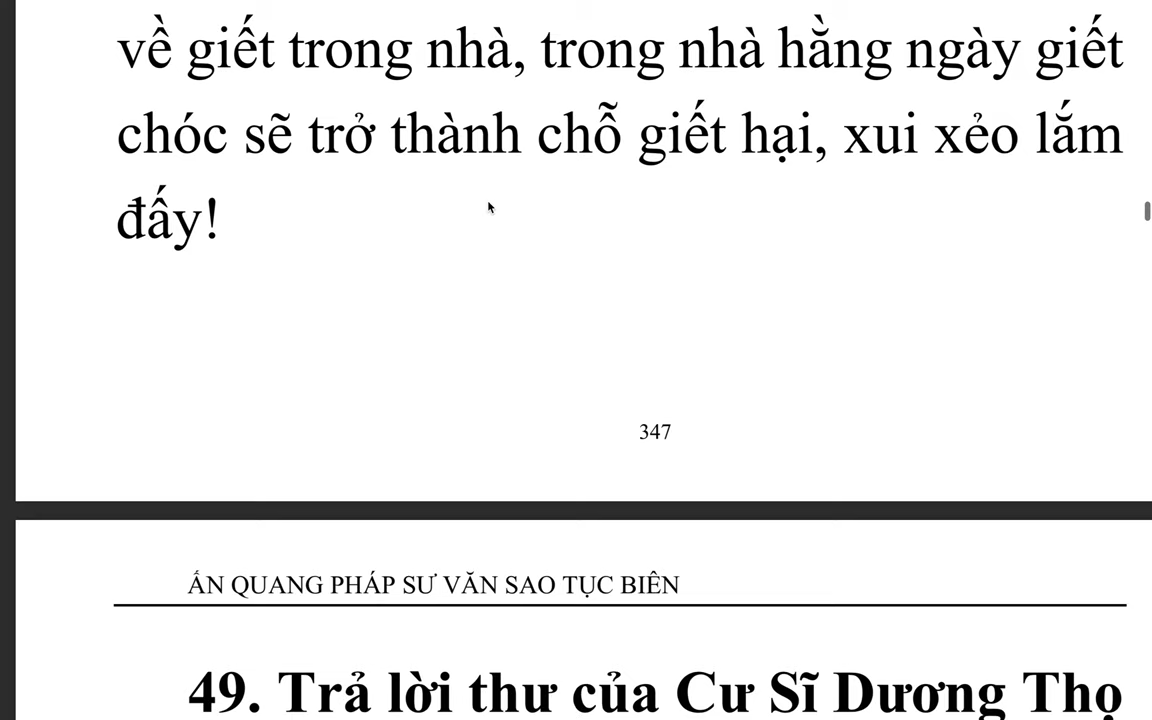 về giết trong nhà, trong nhà hằng ngày giết
chóc sẽ trở thành chỗ giết hại, xui xẻo lắm
đấy!
347
ẤN QUANG PHÁP SƯ VĂN SAO TỤC BIÊN
49. Trả lời thư của Cư Sĩ Dương Thọ